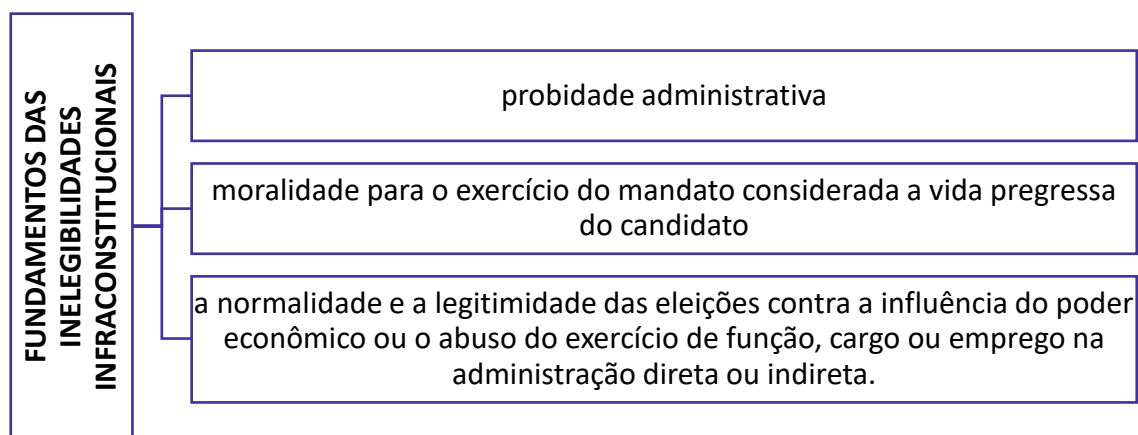 FUNDAMENTOS DAS
INELEGIBILIDADES
INFRACONSTITUCIONAIS
probidade administrativa
moralidade para o exercício do mandato considerada a vida pregressa
do candidato
a normalidade e a legitimidade das eleições contra a influência do poder
econômico ou o abuso do exercício de função, cargo ou emprego na
administração direta ou indireta.